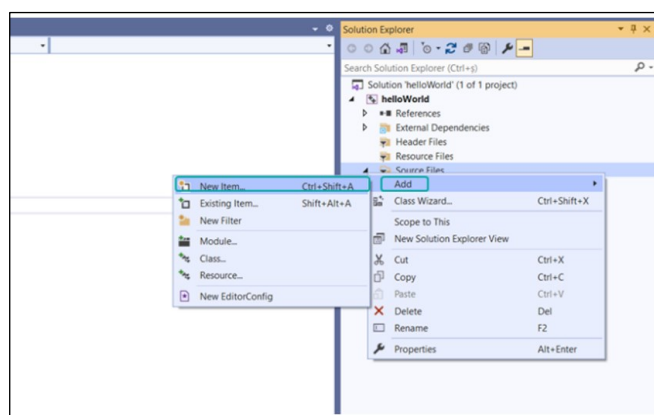 Solution Explorer
Search Solution Explorer (Ctrl+ş)
Solution 'helloWorld' (1 of 1 project)
helloWorld
References
External Dependencies
Header Files
Resource Files
Source Files
New Item... Ctrl+Shift+A
Existing Item... Shift+Alt+A
New Filter
Module...
Class...
Resource...
New EditorConfig
Add
Class Wizard... Ctrl+Shift+X
Scope to This
New Solution Explorer View
Cut Ctrl+X
Copy Ctrl+C
Paste Ctrl+V
Delete Del
Rename F2
Properties Alt+Enter